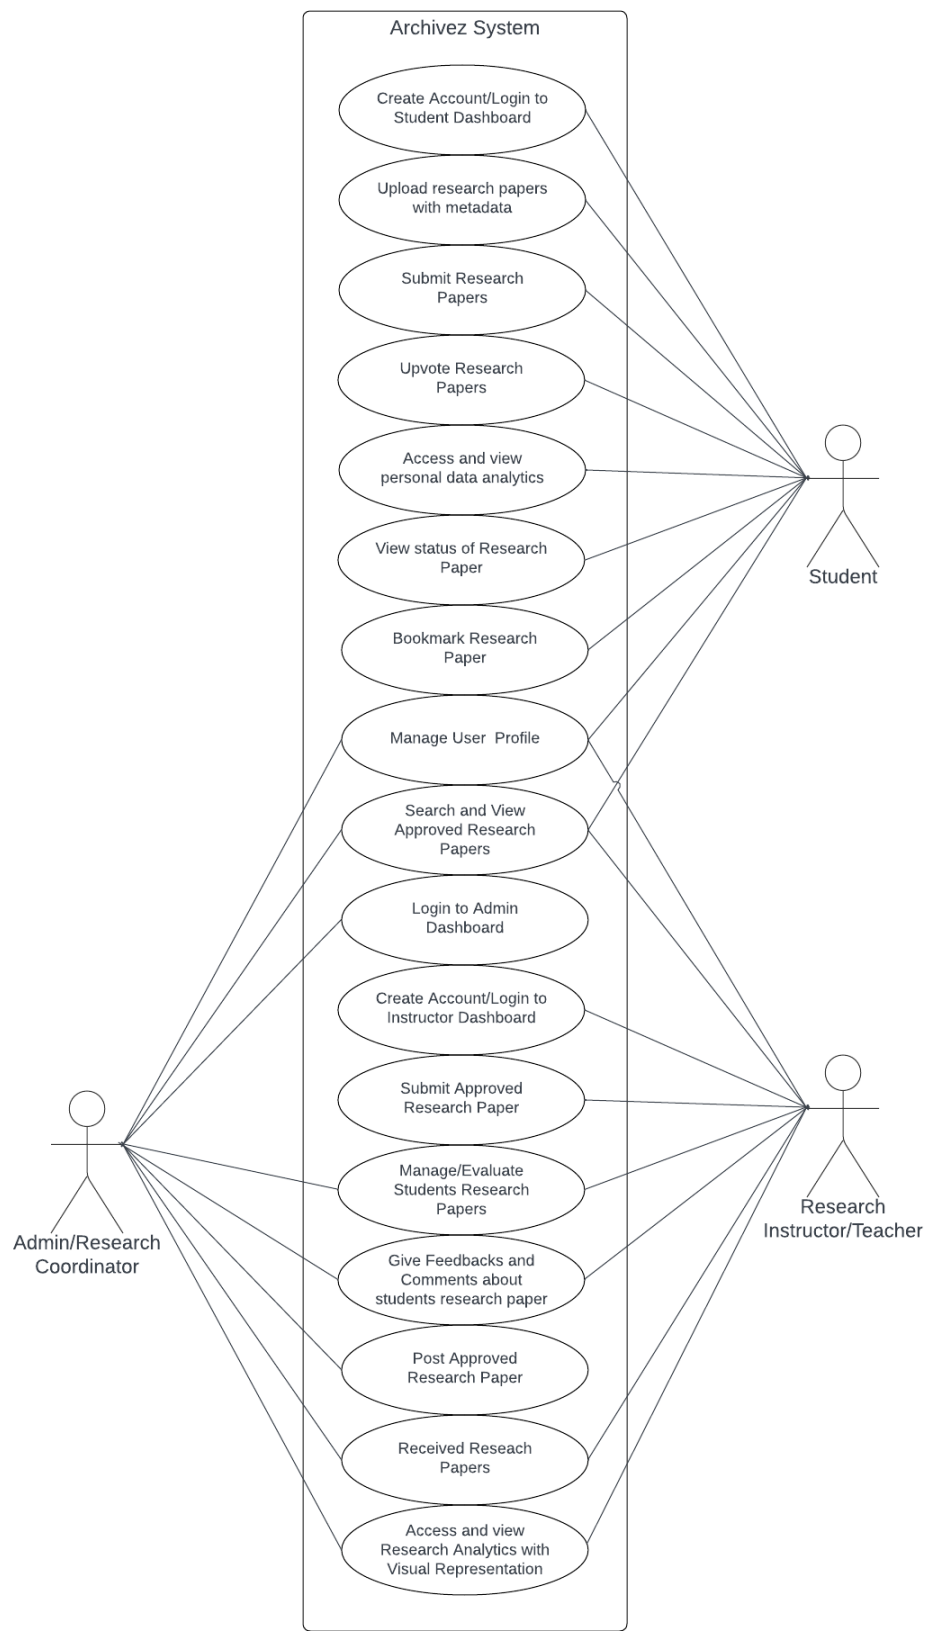 Archivez System
Create Account/Login to
Student Dashboard
Upload research papers
with metadata
Submit Research
Papers
Upvote Research
Papers
Access and view
personal data analytics
View status of Research
Paper
Bookmark Research
Paper
Manage User  Profile
Search and View
Approved Research
Papers
Login to Admin
Dashboard
Create Account/Login to
Instructor Dashboard
Submit Approved
Research Paper
Manage/Evaluate
Students Research
Papers
Give Feedbacks and
Comments about
students research paper
Post Approved
Research Paper
Received Reseach
Papers
Access and view
Research Analytics with
Visual Representation
Student
Research
Instructor/Teacher
Admin/Research
Coordinator